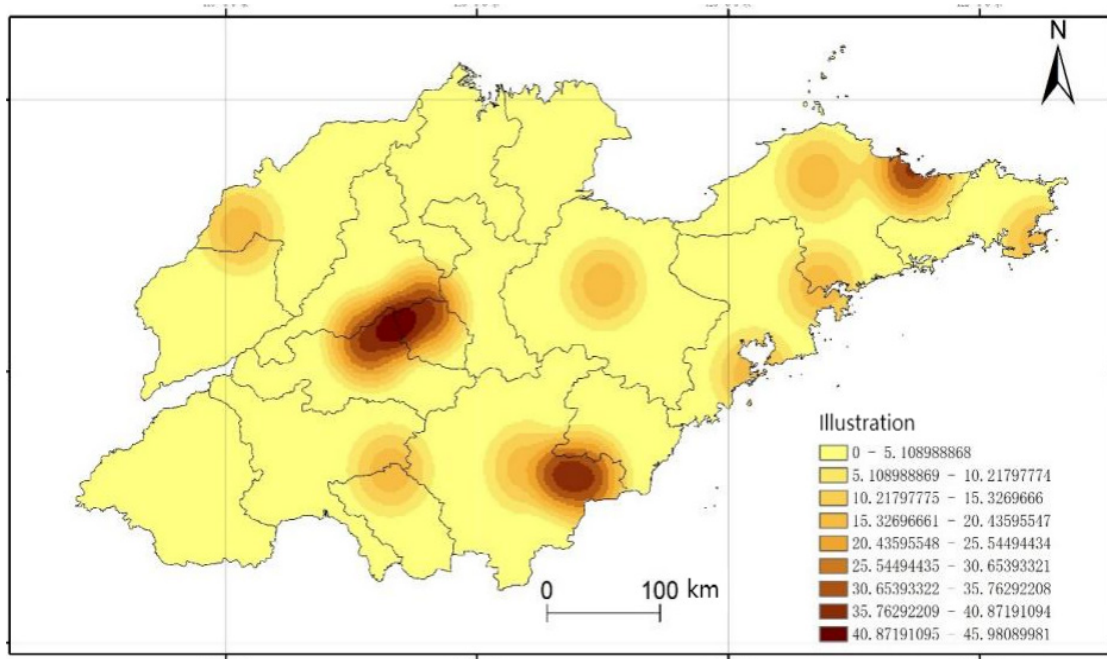 N
Illustration
0 - 5.108988868
5.108988869 - 10.21797774
10.21797775 - 15.3269666
15.32696661 - 20.43595547
20.43595548 - 25.54494434
25.54494435 - 30.65393321
30.65393322 - 35.76292208
35.76292209 - 40.87191094
40.87191095 - 45.98089981
0 100 km